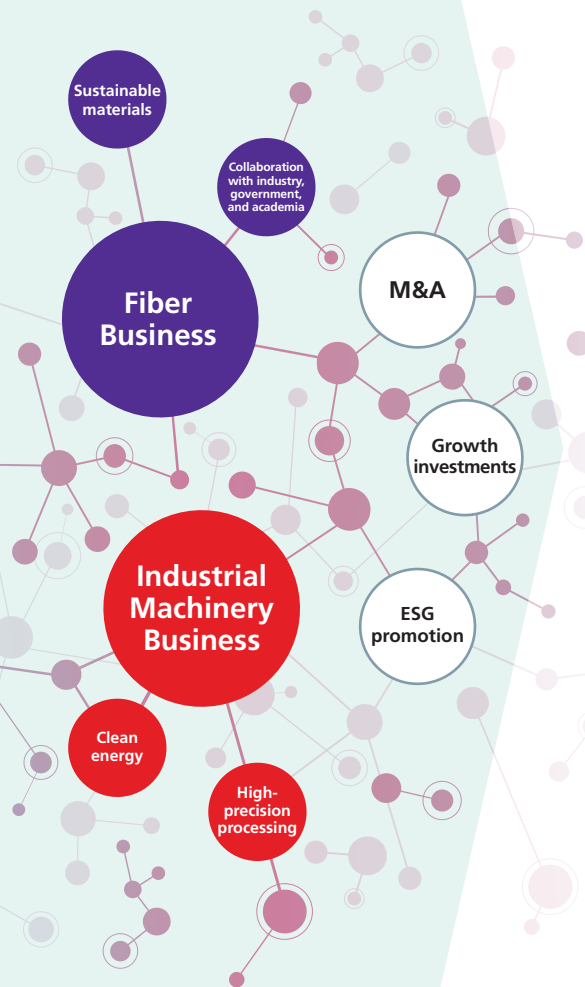 Sustainable
materials
Collaboration
with industry,
government,
and academia
Fiber
Business
M&A
Growth
investments
Industrial
Machinery
Business
ESG
promotion
Clean
energy
High-
precision
processing